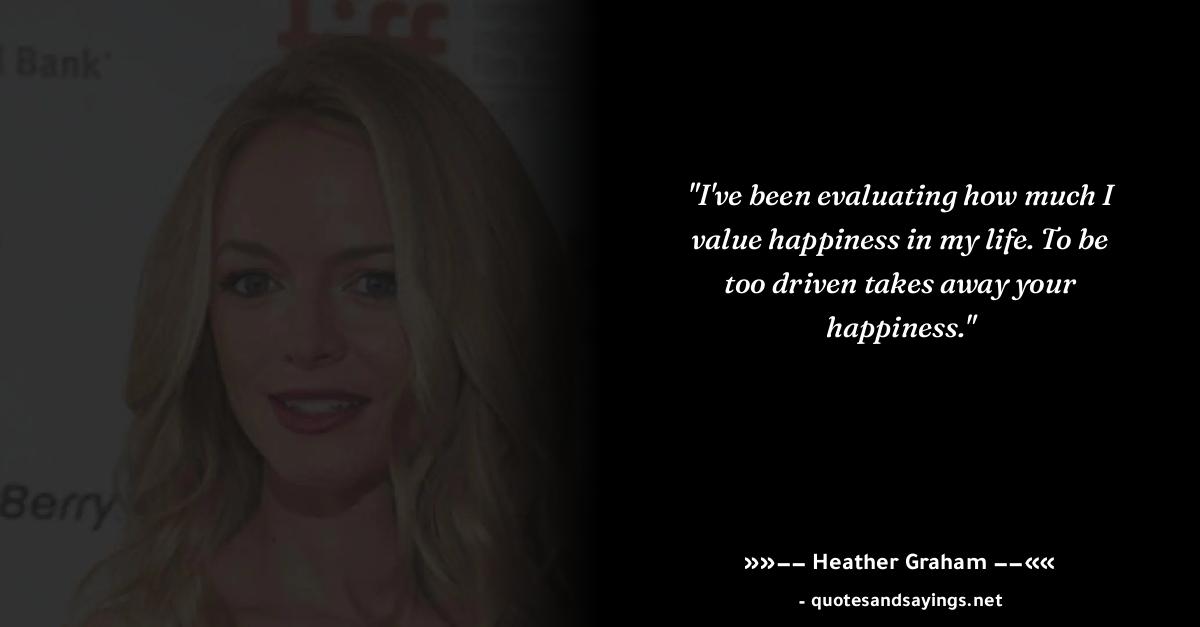 tiff
l Bank
Berry
"I've been evaluating how much I
value happiness in my life. To be
too driven takes away your
happiness."
»»–– Heather Graham ––««
- quotesandsayings.net